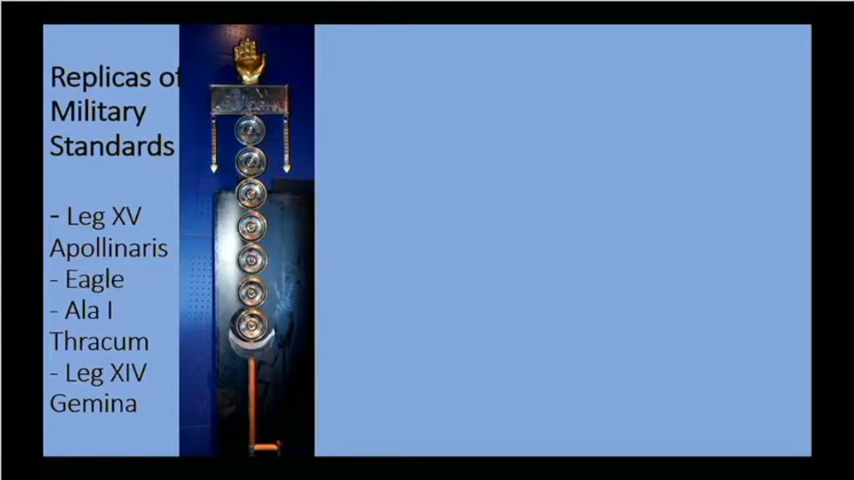 Replicas of
Military
Standards
- Leg XV
Apollinaris
- Eagle
- Ala I
Thracum
- Leg XIV
Gemina